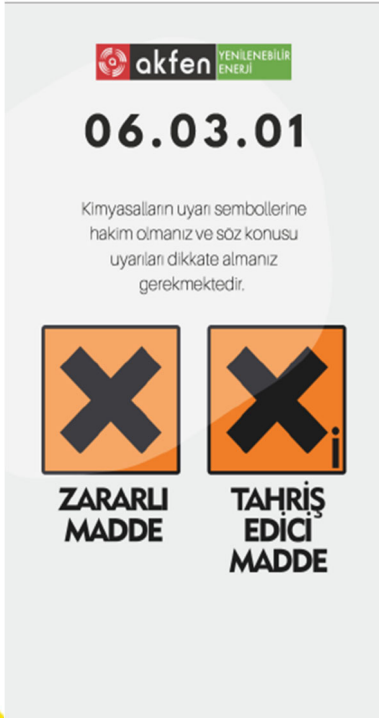 akfen YENİLENEBİLİR
ENERJİ
06.03.01
Kimyasalların uyarı sembollerine
hakim olmanız ve söz konusu
uyarıları dikkate almanız
gerekmektedir.
i
ZARARLI
MADDE
TAHRİŞ
EDİCİ
MADDE